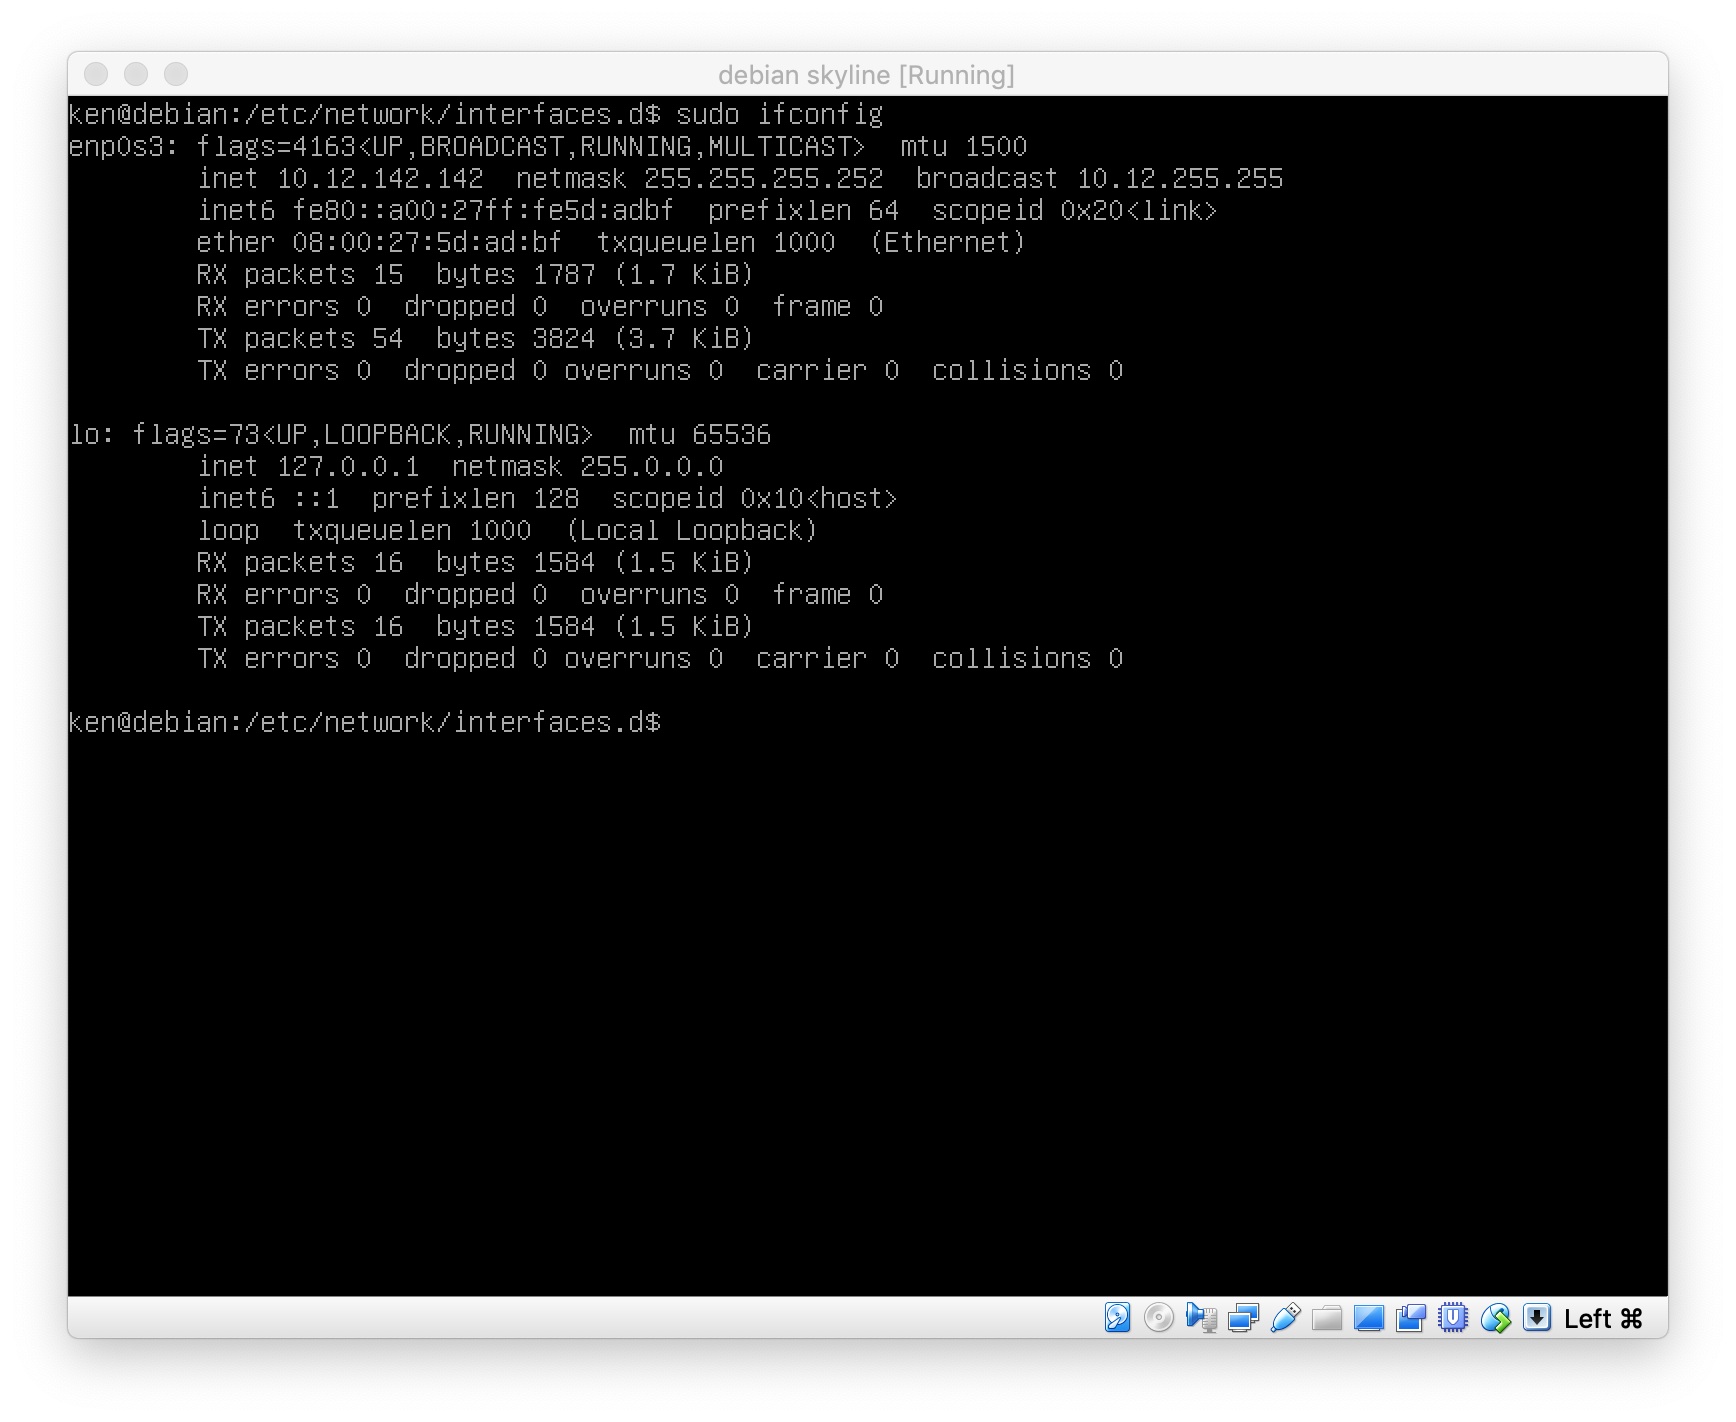 debian skyline [Running]
ken@debian:/etc/network/interfaces.d$ sudo ifconfig
enp0s3: flags=4163<UP,BROADCAST,RUNNING,MULTICAST>  mtu 1500
        inet 10.12.142.142  netmask 255.255.255.252  broadcast 10.12.255.255
        inet6 fe80::a00:27ff:fe5d:adbf  prefixlen 64  scopeid 0x20<link>
        ether 08:00:27:5d:ad:bf  txqueuelen 1000  (Ethernet)
        RX packets 15  bytes 1787 (1.7 KiB)
        RX errors 0  dropped 0  overruns 0  frame 0
        TX packets 54  bytes 3824 (3.7 KiB)
        TX errors 0  dropped 0 overruns 0  carrier 0  collisions 0

lo: flags=73<UP,LOOPBACK,RUNNING>  mtu 65536
        inet 127.0.0.1  netmask 255.0.0.0
        inet6 ::1  prefixlen 128  scopeid 0x10<host>
        loop  txqueuelen 1000  (Local Loopback)
        RX packets 16  bytes 1584 (1.5 KiB)
        RX errors 0  dropped 0  overruns 0  frame 0
        TX packets 16  bytes 1584 (1.5 KiB)
        TX errors 0  dropped 0 overruns 0  carrier 0  collisions 0

ken@debian:/etc/network/interfaces.d$
Left ⌘